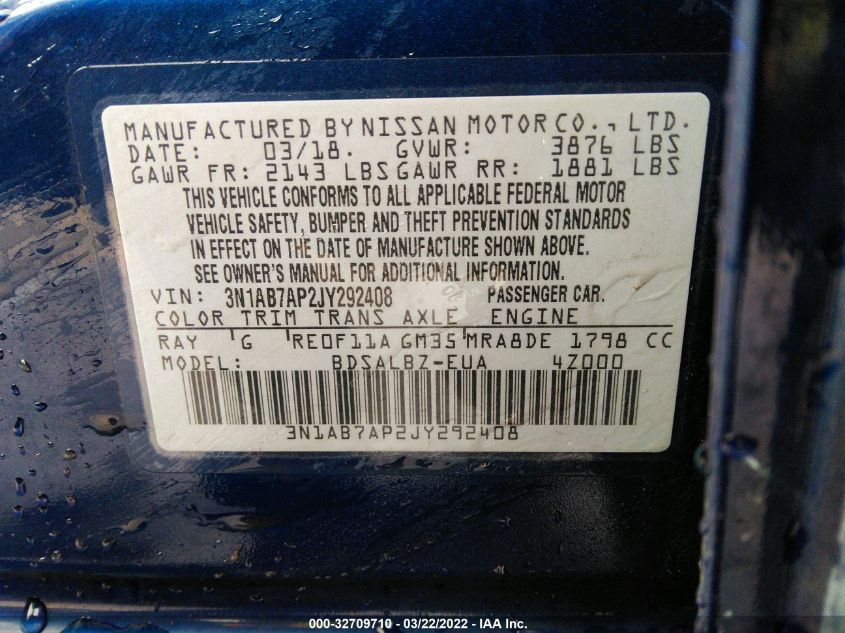 MANUFACTURED BY NISSAN MOTOR CO., LTD.
DATE: 03/18. GVWR: 3876 LBS
GAWR FR: 2143 LBS GAWR RR: 1881 LBS
THIS VEHICLE CONFORMS TO ALL APPLICABLE FEDERAL MOTOR
VEHICLE SAFETY, BUMPER AND THEFT PREVENTION STANDARDS
IN EFFECT ON THE DATE OF MANUFACTURE SHOWN ABOVE.
SEE OWNER'S MANUAL FOR ADDITIONAL INFORMATION.
VIN: 3N1AB7AP2JY292408 PASSENGER CAR.
COLOR TRIM TRANS AXLE ENGINE
RAY G RE0F11A GM35 MRA8DE 1798 CC
MODEL: BDSALBZ-EUA 4Z000
3N1AB7AP2JY292408
000-32709710 - 03/22/2022 - IAA Inc.